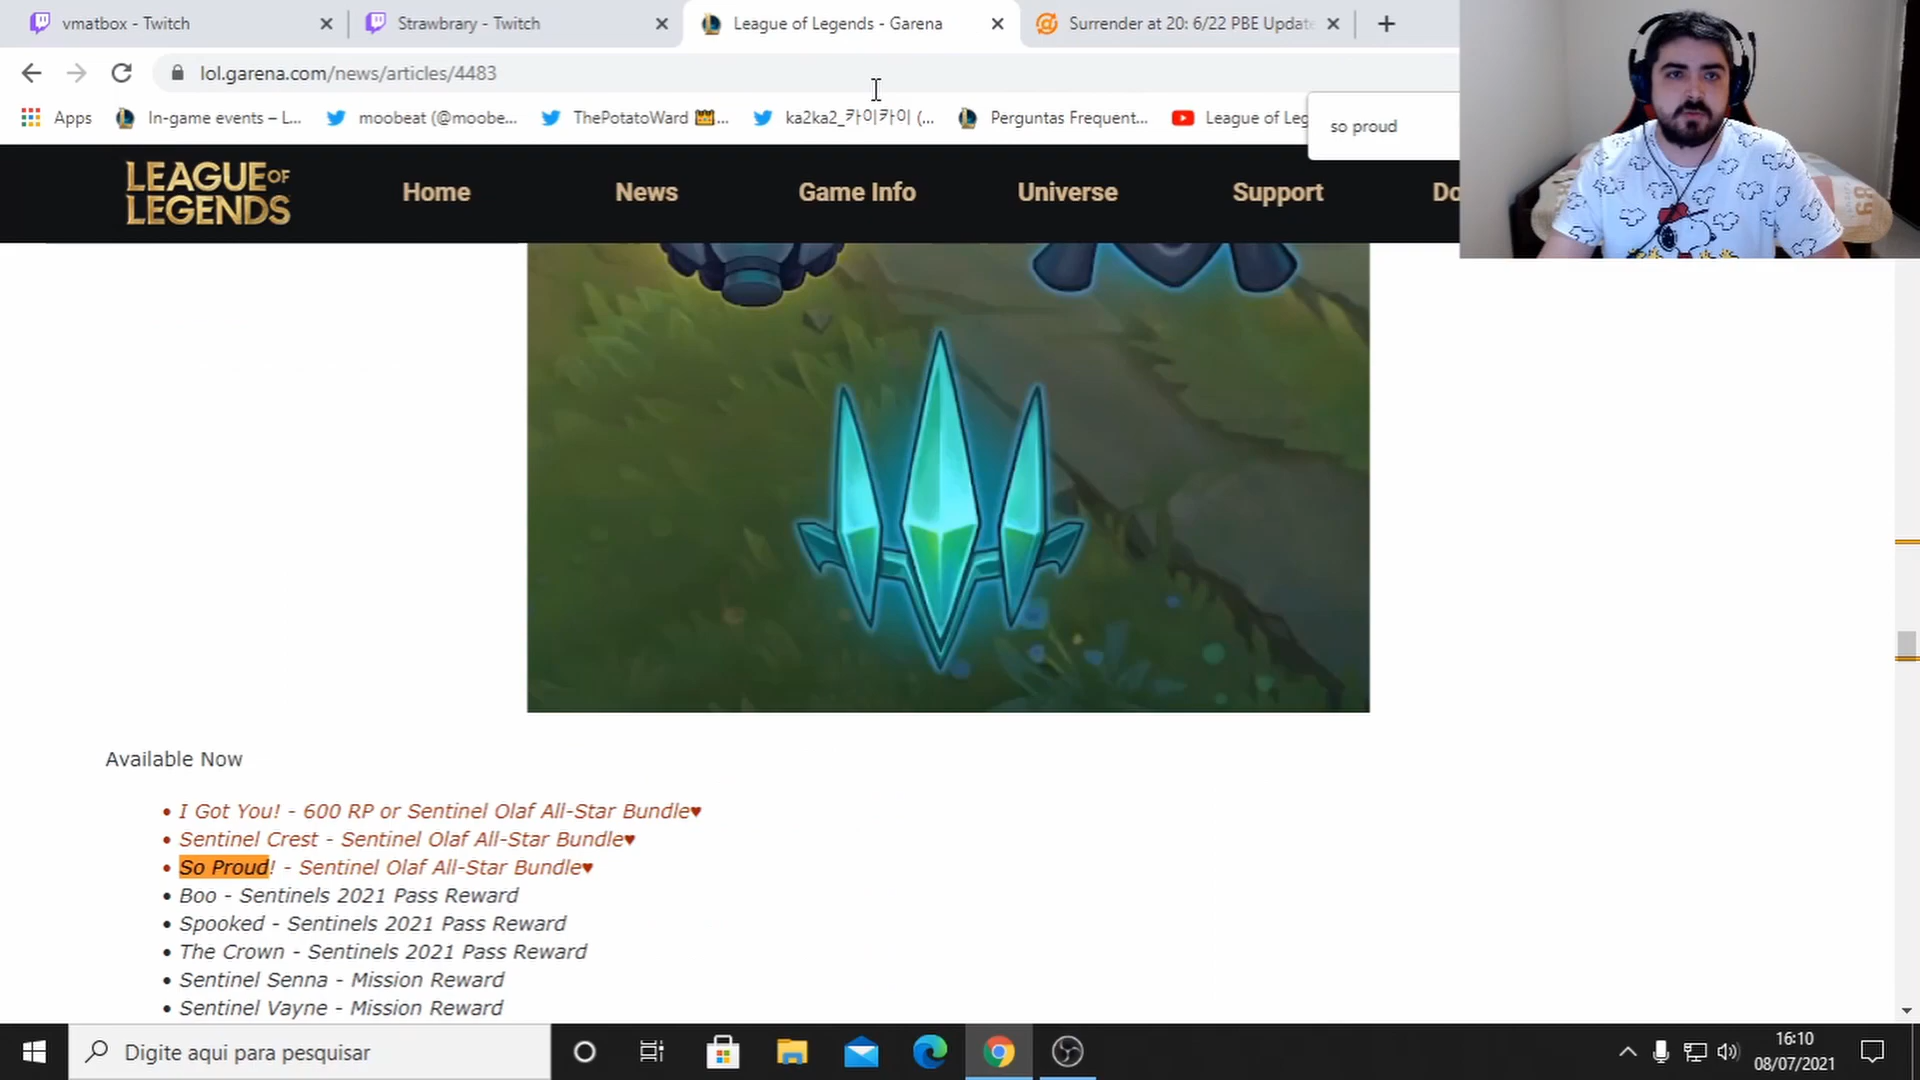 vmatbox - Twitch
Strawbrary - Twitch
League of Legends - Garena
Surrender at 20: 6/22 PBE Update
lol.garena.com/news/articles/4483
Apps
In-game events – L...
moobeat (@moobe...
ThePotatoWard 👑...
ka2ka2_카이카이 (...
Perguntas Frequent...
League of Leg
so proud
LEAGUE OF
LEGENDS
Home
News
Game Info
Universe
Support
Do
Available Now
• I Got You! - 600 RP or Sentinel Olaf All-Star Bundle♥
• Sentinel Crest - Sentinel Olaf All-Star Bundle♥
• So Proud! - Sentinel Olaf All-Star Bundle♥
• Boo - Sentinels 2021 Pass Reward
• Spooked - Sentinels 2021 Pass Reward
• The Crown - Sentinels 2021 Pass Reward
• Sentinel Senna - Mission Reward
• Sentinel Vayne - Mission Reward
Digite aqui para pesquisar
16:10
08/07/2021